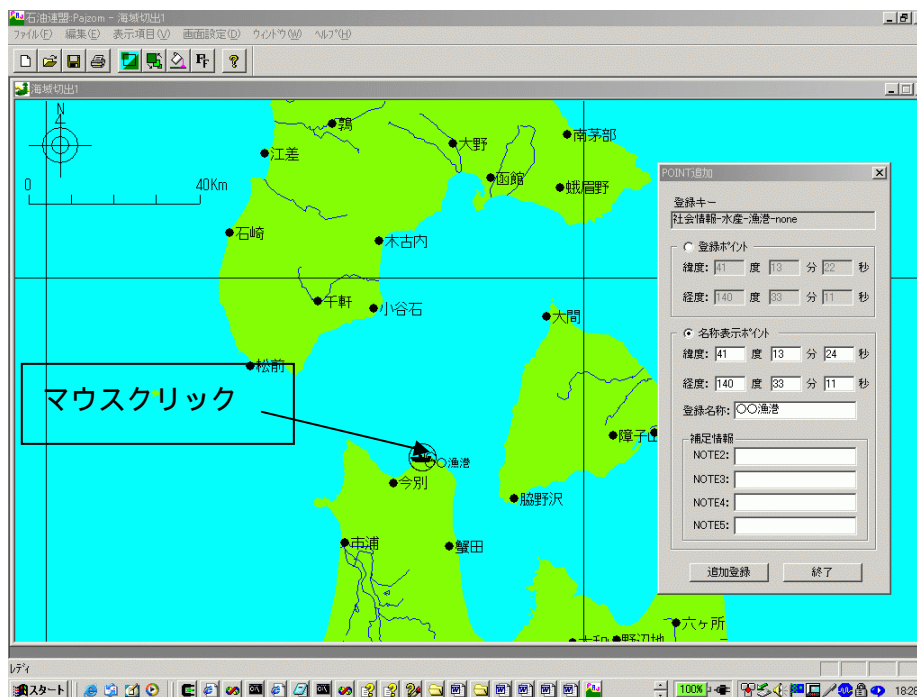 石油連盟:Pajzom - 海域切出1
ファイル(F) 編集(E) 表示項目(V) 画面設定(D) ウィンドウ(W) ヘルプ(H)
海域切出1
N
0 40Km
鶉
大野
南茅部
江差
函館
蛾眉野
石崎
木古内
千軒
小谷石
大間
松前
マウスクリック
○○漁港
今別
障子山
脇野沢
市浦
蟹田
六ヶ所
大和
野辺地
POINT追加
登録キー
社会情報-水産-漁港-none
登録ポイント
緯度: 41 度 13 分 22 秒
経度: 140 度 33 分 11 秒
名称表示ポイント
緯度: 41 度 13 分 24 秒
経度: 140 度 33 分 11 秒
登録名称: ○○漁港
補足情報
NOTE2:
NOTE3:
NOTE4:
NOTE5:
追加登録 終了
レディ
スタート 100% 18:25